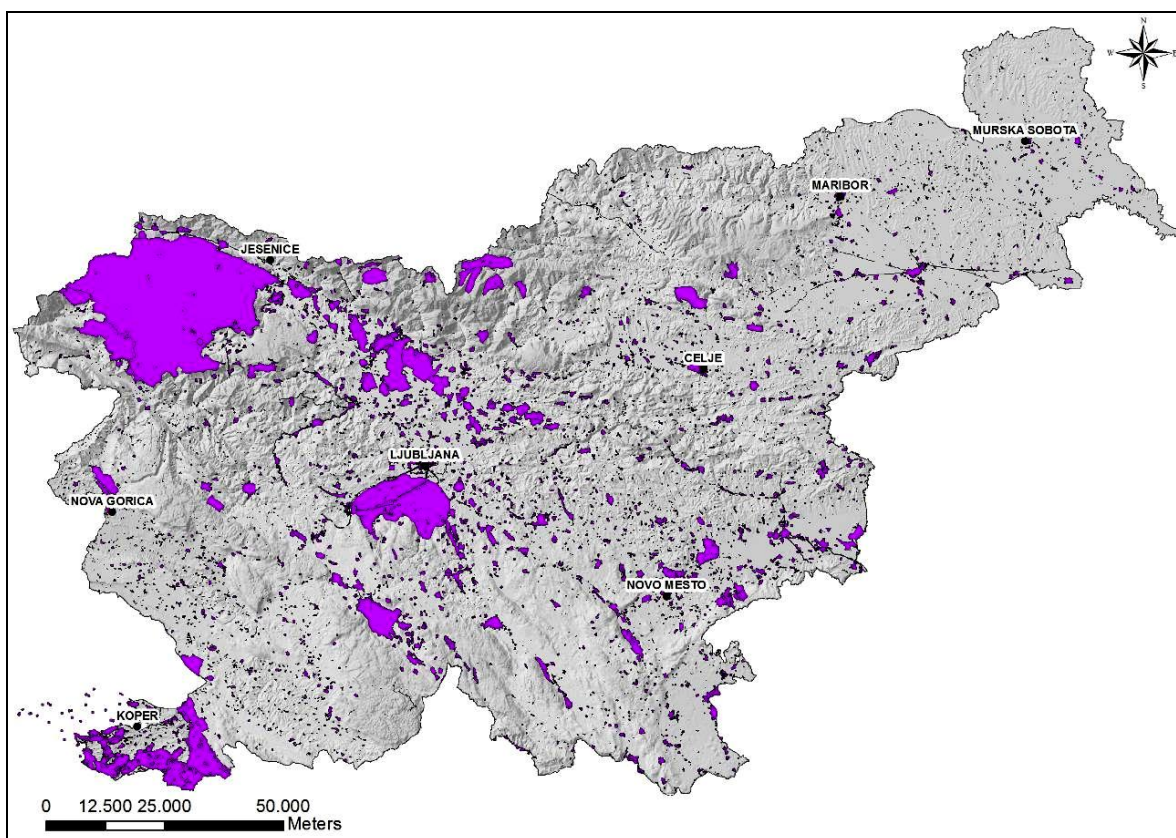 N
W E
S
MURSKA SOBOTA
MARIBOR
JESENICE
CELJE
LJUBLJANA
NOVA GORICA
NOVO MESTO
KOPER
0 12.500 25.000 50.000
Meters